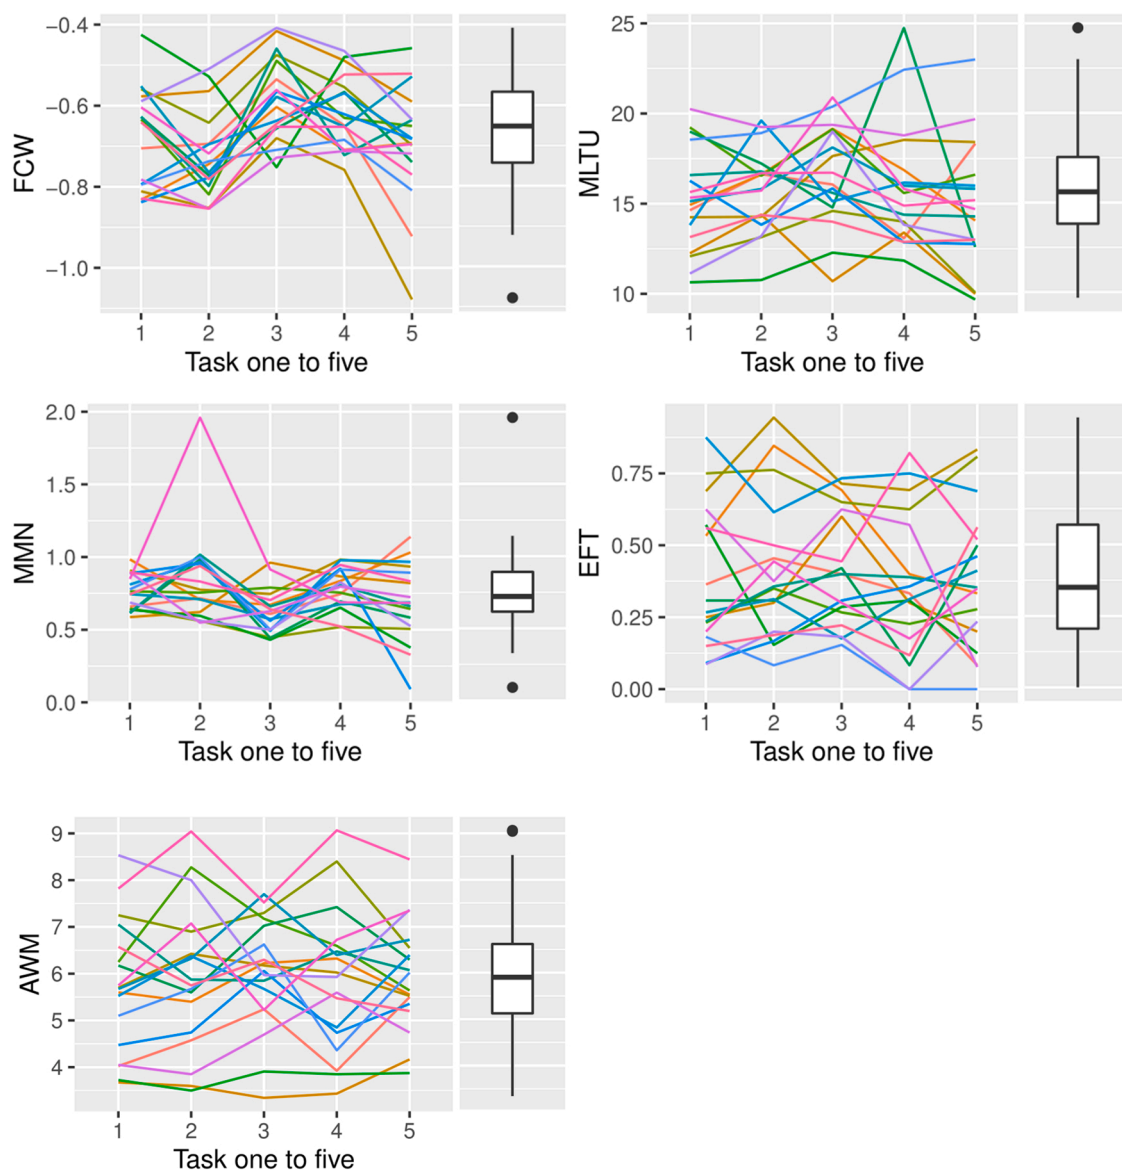 FCW
−0.4
−0.6
−0.8
−1.0
1 2 3 4 5
Task one to five
MLTU
25
20
15
10
1 2 3 4 5
Task one to five
MMN
2.0
1.5
1.0
0.5
0.0
1 2 3 4 5
Task one to five
EFT
0.75
0.50
0.25
0.00
1 2 3 4 5
Task one to five
AWM
9
8
7
6
5
4
1 2 3 4 5
Task one to five